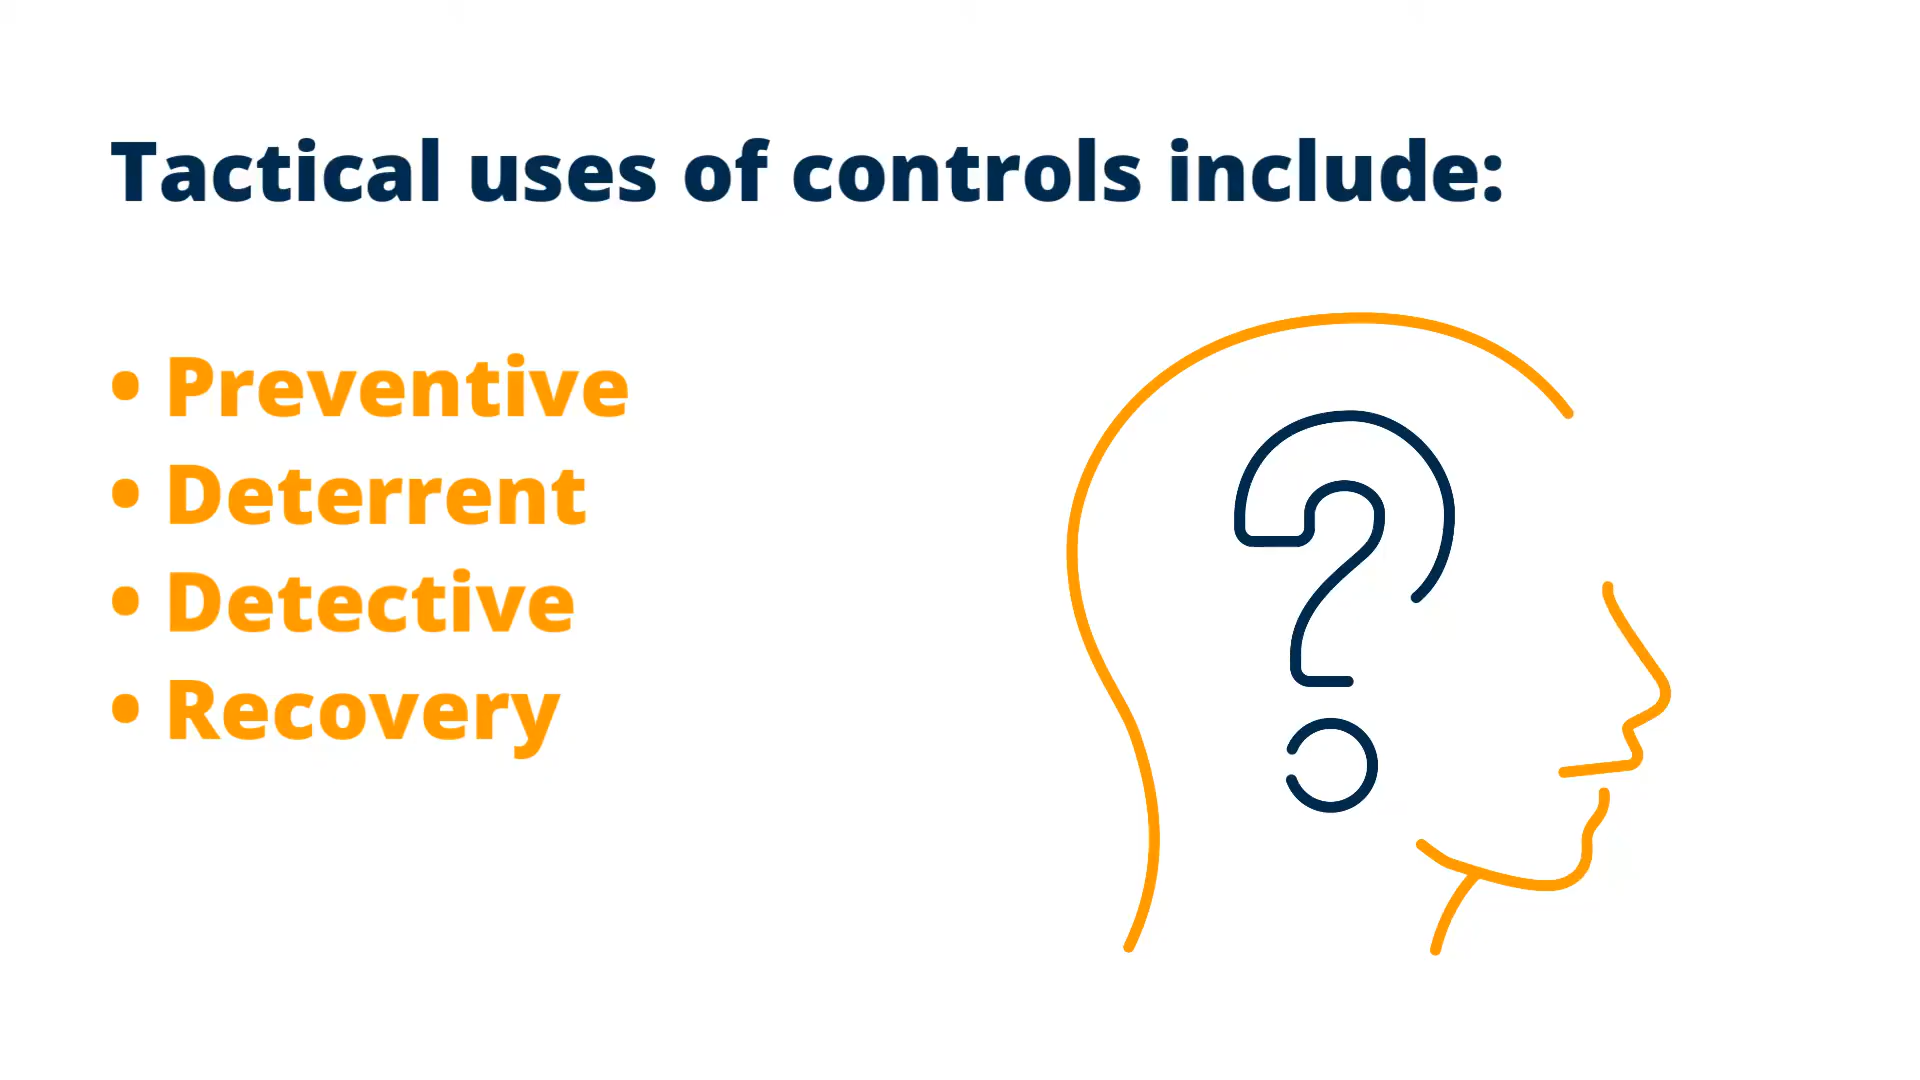 Tactical uses of controls include:
• Preventive
• Deterrent
• Detective
• Recovery